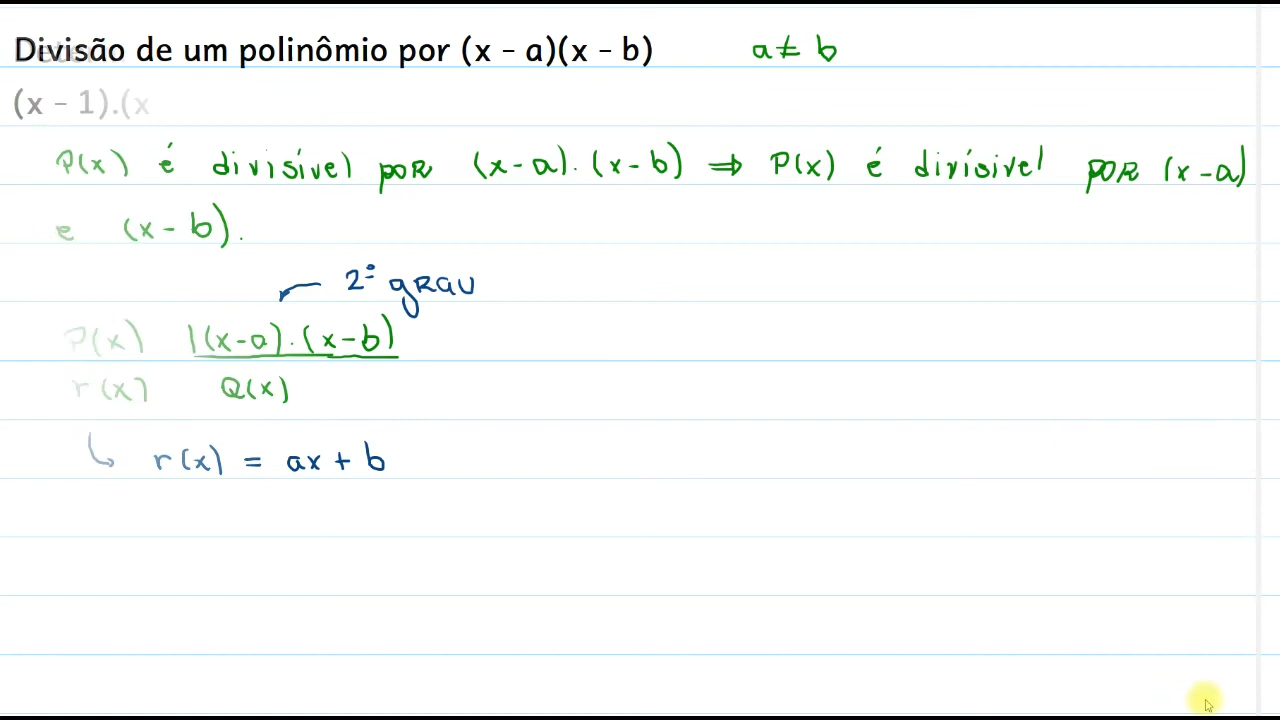 Divisão de um polinômio por (x - a)(x - b) a ≠ b
(x - 1).(x
P(x) é divisível por (x-a).(x-b) ⇒ P(x) é divisível por (x-a)
e (x-b).
2º grau
P(x) |(x-a).(x-b)
r(x) Q(x)
↳ r(x) = ax + b